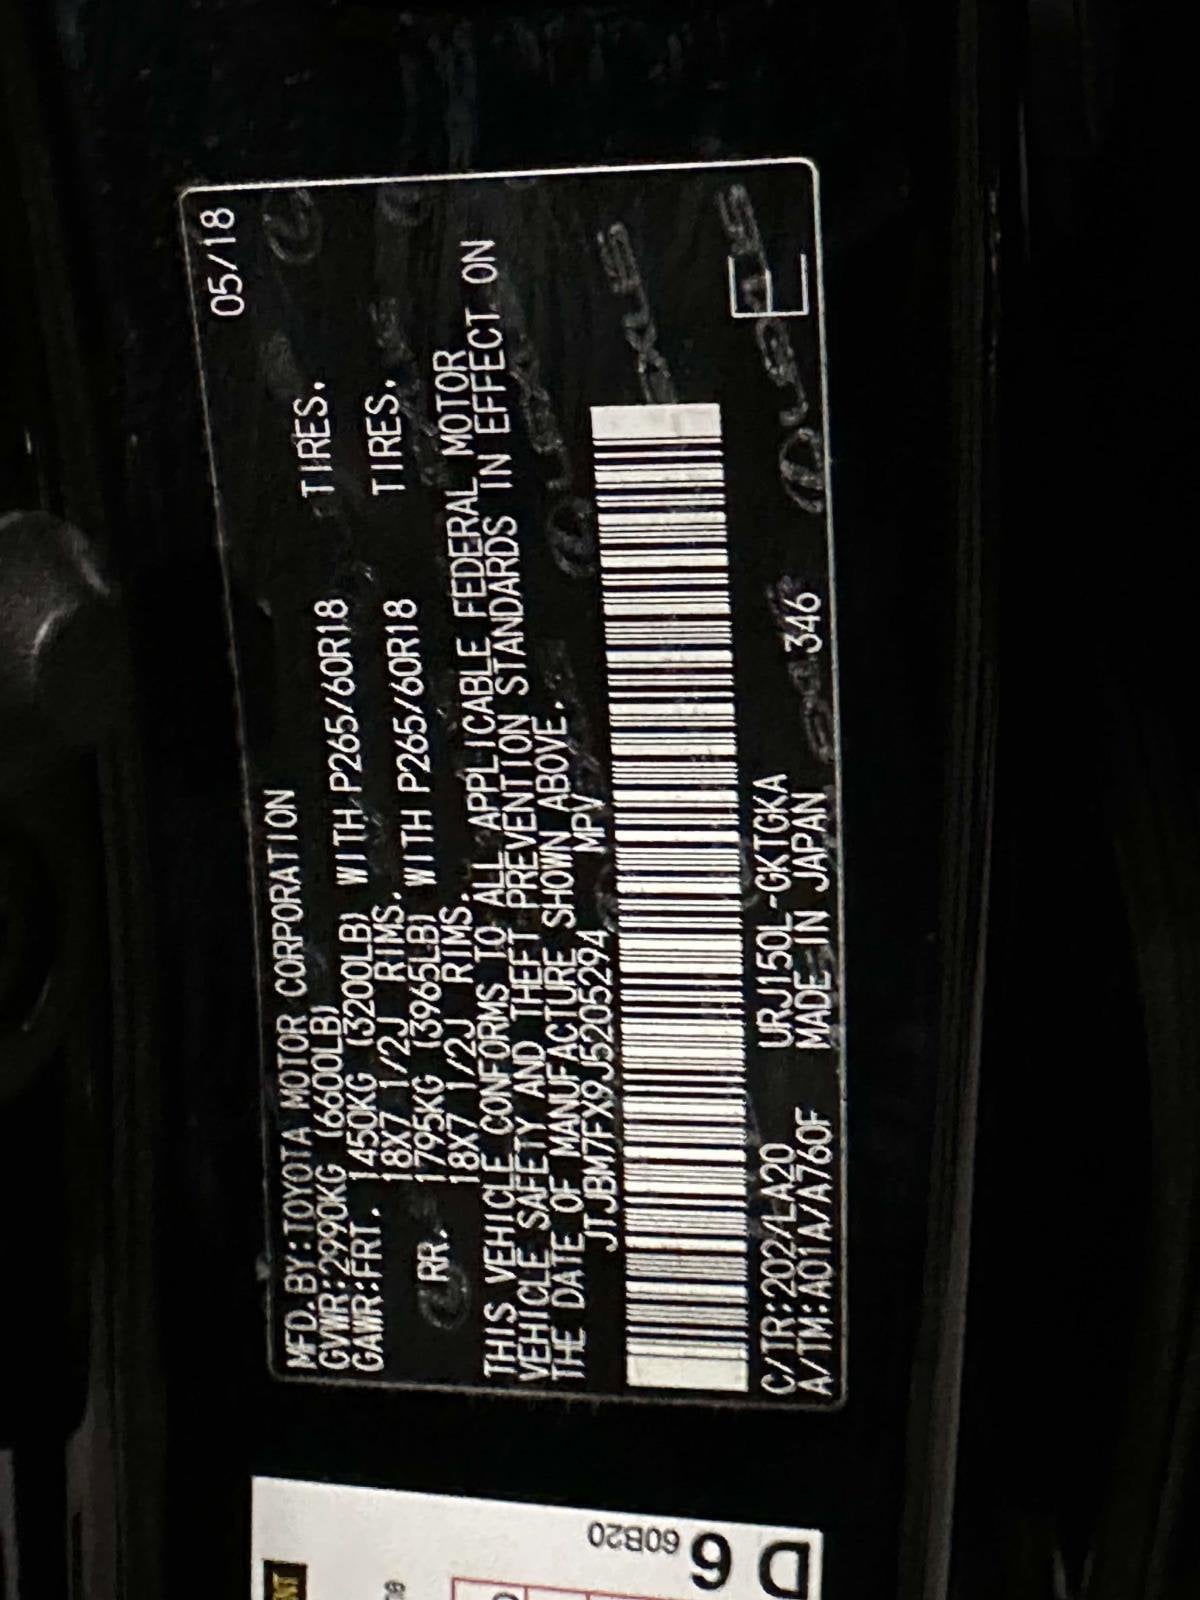 05/18
MFD.BY:TOYOTA MOTOR CORPORATION
GVWR:2990KG (6600LB)
GAWR:FRT. 1450KG (3200LB) WITH P265/60R18 TIRES.
18X7 1/2J RIMS.
RR. 1795KG (3965LB) WITH P265/60R18 TIRES.
18X7 1/2J RIMS.
THIS VEHICLE CONFORMS TO ALL APPLICABLE FEDERAL MOTOR
VEHICLE SAFETY AND THEFT PREVENTION STANDARDS IN EFFECT ON
THE DATE OF MANUFACTURE SHOWN ABOVE.
JTJBM7FX9J5205294 MPV
C/TR:202/LA20 URJ150L-GKTGKA
A/TM:A01A/A760F MADE IN JAPAN 346
60B20
D 6